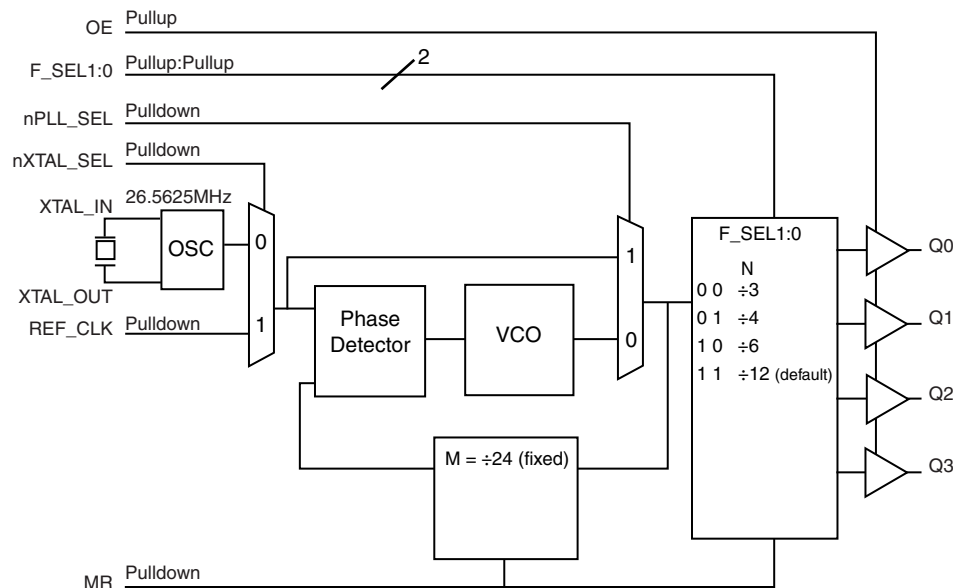 OE Pullup
F_SEL1:0 Pullup:Pullup 2
nPLL_SEL Pulldown
nXTAL_SEL Pulldown
26.5625MHz
XTAL_IN
OSC
XTAL_OUT
REF_CLK Pulldown
0
1
Phase
Detector
VCO
1
0
M = ÷24 (fixed)
F_SEL1:0
N
0 0 ÷3
0 1 ÷4
1 0 ÷6
1 1 ÷12 (default)
Q0
Q1
Q2
Q3
MR Pulldown